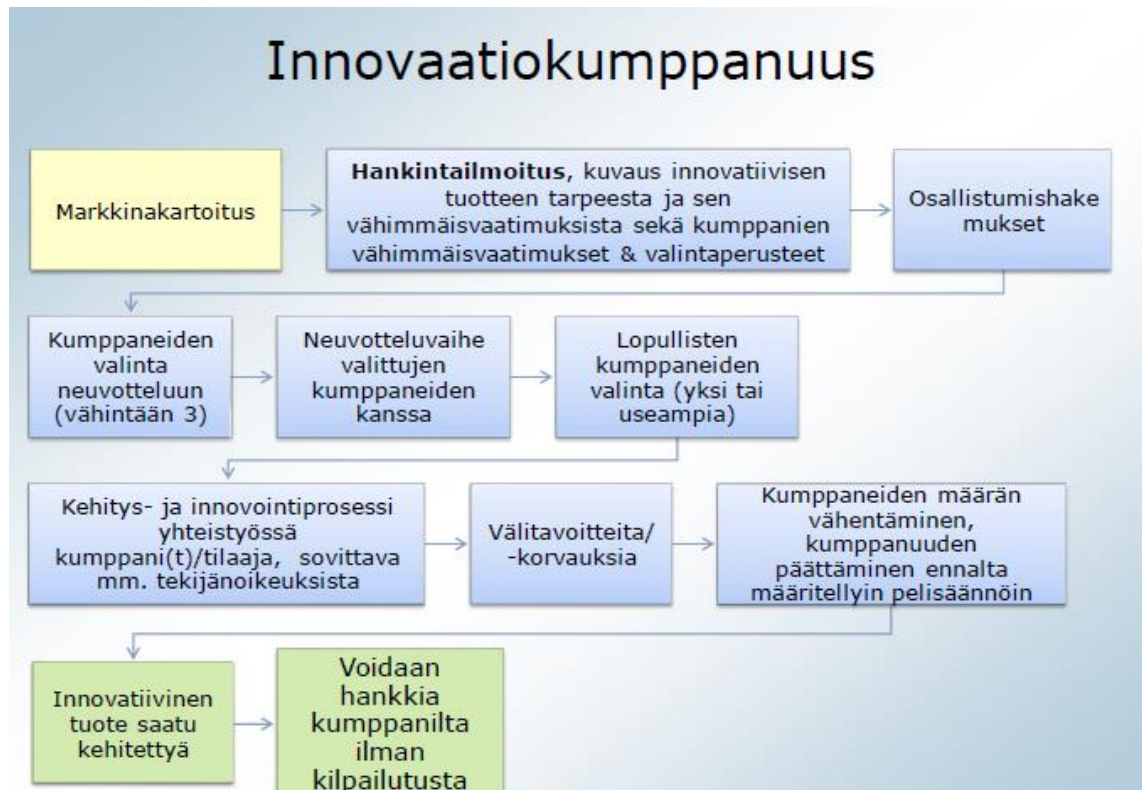 Innovaatiokumppanuus
Markkinakartoitus
Hankintailmoitus, kuvaus innovatiivisen
tuotteen tarpeesta ja sen
vähimmäisvaatimuksista sekä kumppanien
vähimmäisvaatimukset & valintaperusteet
Osallistumishake
mukset
Kumppaneiden
valinta
neuvotteluun
(vähintään 3)
Neuvotteluvaihe
valittujen
kumppaneiden
kanssa
Lopullisten
kumppaneiden
valinta (yksi tai
useampia)
Kehitys- ja innovointiprosessi
yhteistyössä
kumppani(t)/tilaaja, sovittava
mm. tekijänoikeuksista
Välitavoitteita/
-korvauksia
Kumppaneiden määrän
vähentäminen,
kumppanuuden
päättäminen ennalta
määritellyin pelisäännöin
Innovatiivinen
tuote saatu
kehitettyä
Voidaan
hankkia
kumppanilta
ilman
kilpailutusta